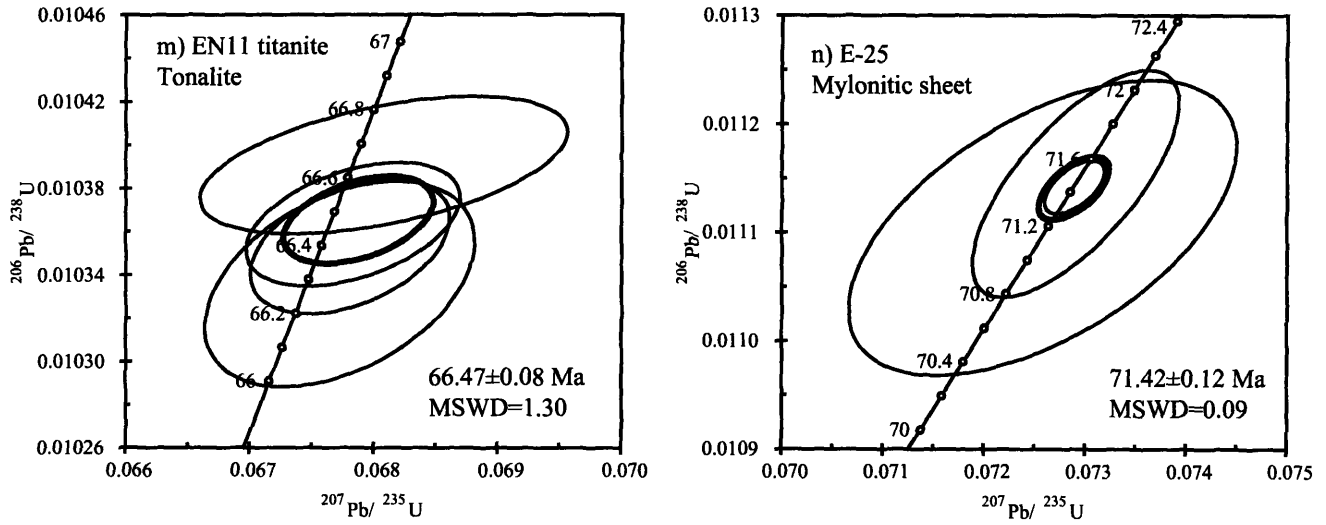 m) EN11 titanite
Tonalite
0.01046
0.01042
0.01038
0.01034
0.01030
0.01026
206Pb/ 238U
67
66.8
66.6
66.4
66.2
66
66.47±0.08 Ma
MSWD=1.30
0.066
0.067
0.068
0.069
0.070
207Pb/ 235U
n) E-25
Mylonitic sheet
0.0113
0.0112
0.0111
0.0110
0.0109
206Pb/ 238U
72.4
72
71.6
71.2
70.8
70.4
70
71.42±0.12 Ma
MSWD=0.09
0.070
0.071
0.072
0.073
0.074
0.075
207Pb/ 235U